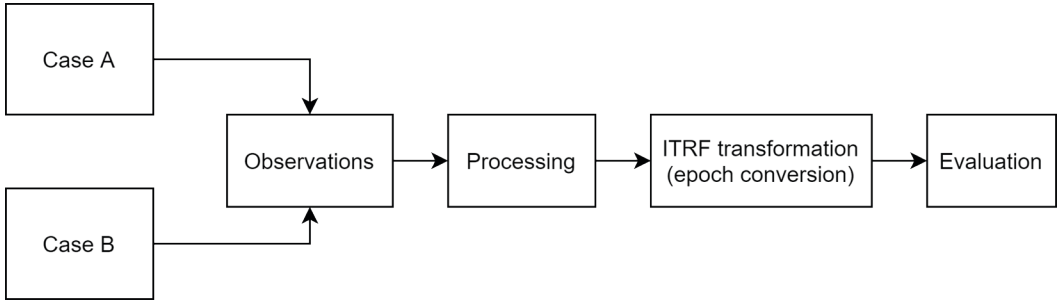 Case A
Observations
Processing
ITRF transformation
(epoch conversion)
Evaluation
Case B